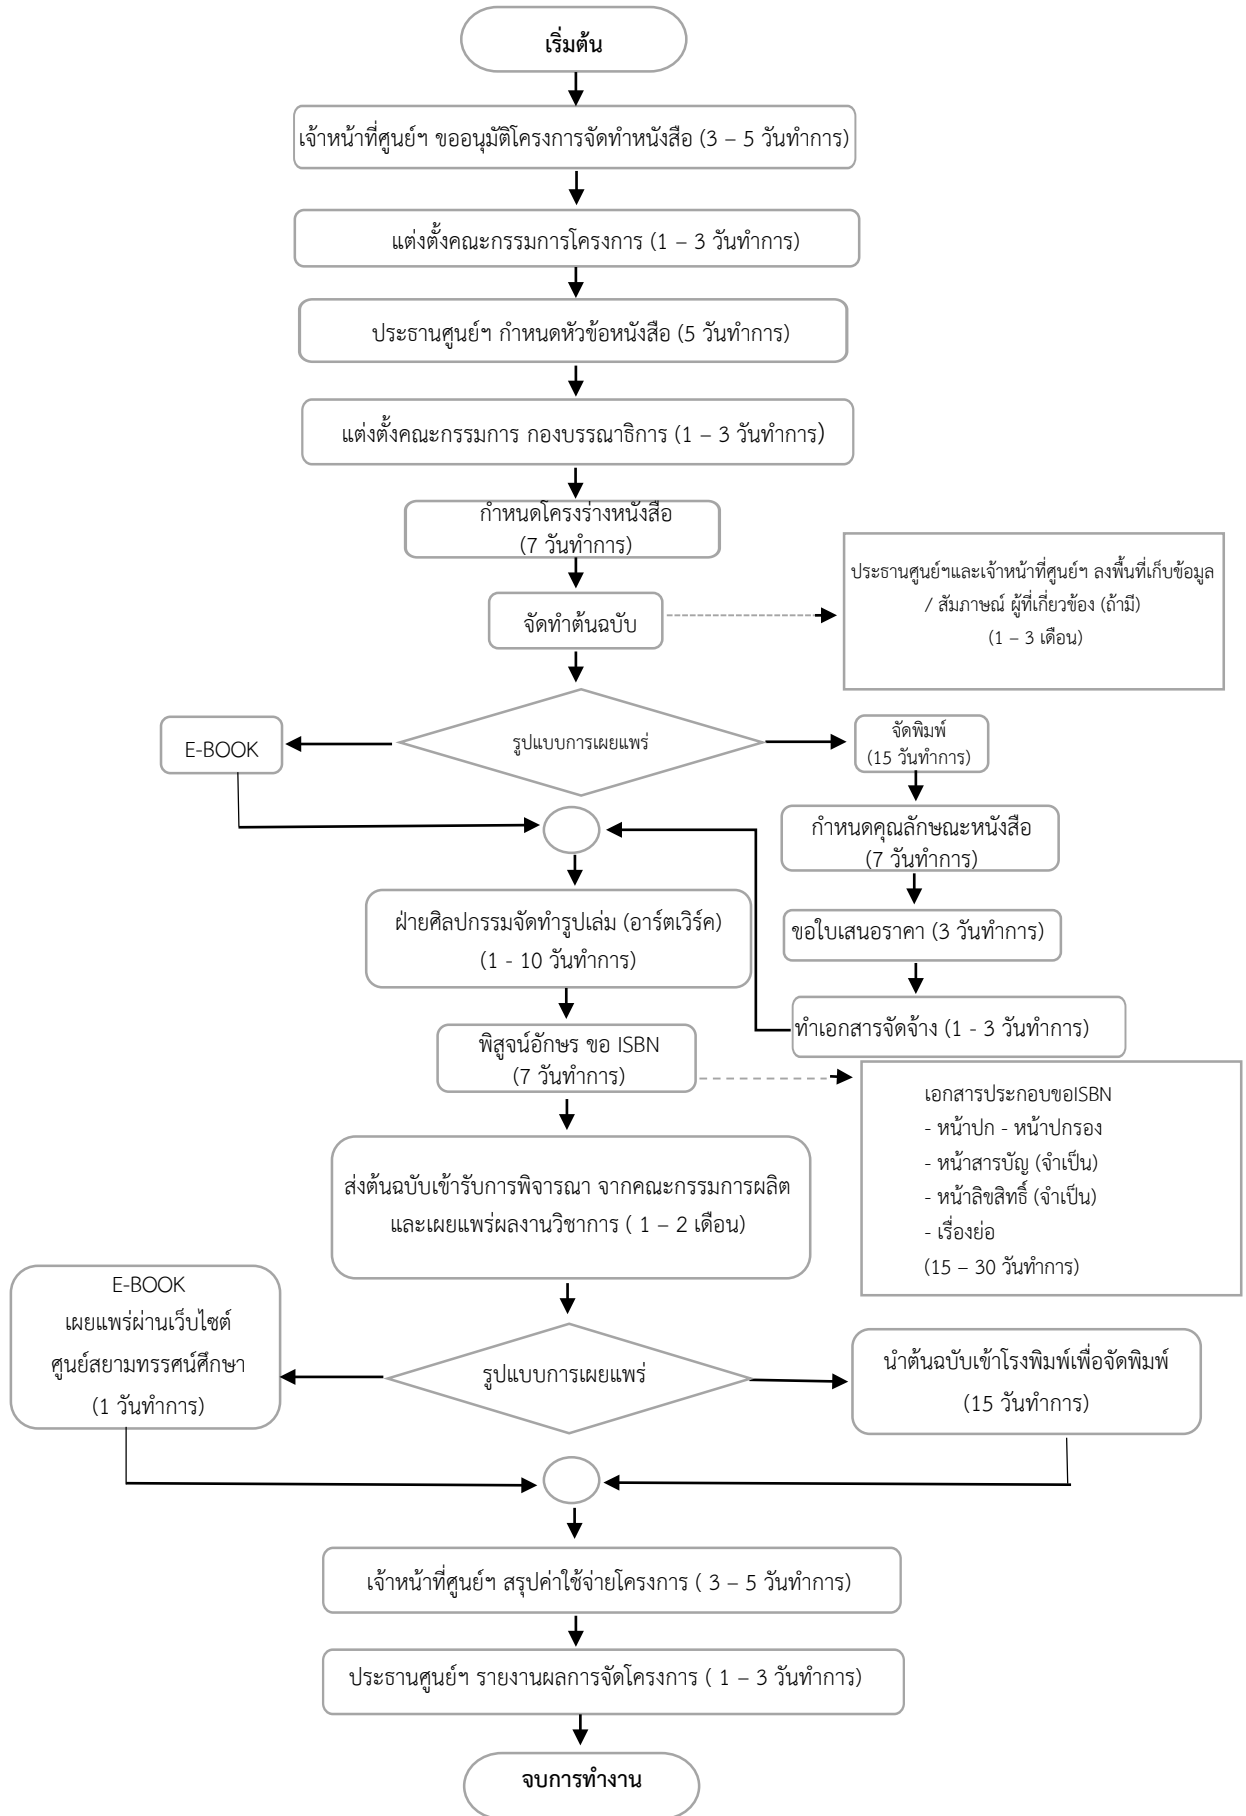 เริ่มต้น
เจ้าหน้าที่ศูนย์ฯ ขออนุมัติโครงการจัดทำหนังสือ (3 – 5 วันทำการ)
แต่งตั้งคณะกรรมการโครงการ (1 – 3 วันทำการ)
ประธานศูนย์ฯ กำหนดหัวข้อหนังสือ (5 วันทำการ)
แต่งตั้งคณะกรรมการ กองบรรณาธิการ (1 – 3 วันทำการ)
กำหนดโครงร่างหนังสือ
(7 วันทำการ)
จัดทำต้นฉบับ
ประธานศูนย์ฯและเจ้าหน้าที่ศูนย์ฯ ลงพื้นที่เก็บข้อมูล
/ สัมภาษณ์ ผู้ที่เกี่ยวข้อง (ถ้ามี)
(1 – 3 เดือน)
รูปแบบการเผยแพร่
E-BOOK
จัดพิมพ์
(15 วันทำการ)
กำหนดคุณลักษณะหนังสือ
(7 วันทำการ)
ขอใบเสนอราคา (3 วันทำการ)
ทำเอกสารจัดจ้าง (1 - 3 วันทำการ)
ฝ่ายศิลปกรรมจัดทำรูปเล่ม (อาร์ตเวิร์ค)
(1 - 10 วันทำการ)
พิสูจน์อักษร ขอ ISBN
(7 วันทำการ)
เอกสารประกอบขอISBN
- หน้าปก - หน้าปกรอง
- หน้าสารบัญ (จำเป็น)
- หน้าลิขสิทธิ์ (จำเป็น)
- เรื่องย่อ
(15 – 30 วันทำการ)
ส่งต้นฉบับเข้ารับการพิจารณา จากคณะกรรมการผลิต
และเผยแพร่ผลงานวิชาการ ( 1 – 2 เดือน)
รูปแบบการเผยแพร่
E-BOOK
เผยแพร่ผ่านเว็บไซต์
ศูนย์สยามทรรศน์ศึกษา
(1 วันทำการ)
นำต้นฉบับเข้าโรงพิมพ์เพื่อจัดพิมพ์
(15 วันทำการ)
เจ้าหน้าที่ศูนย์ฯ สรุปค่าใช้จ่ายโครงการ ( 3 – 5 วันทำการ)
ประธานศูนย์ฯ รายงานผลการจัดโครงการ ( 1 – 3 วันทำการ)
จบการทำงาน